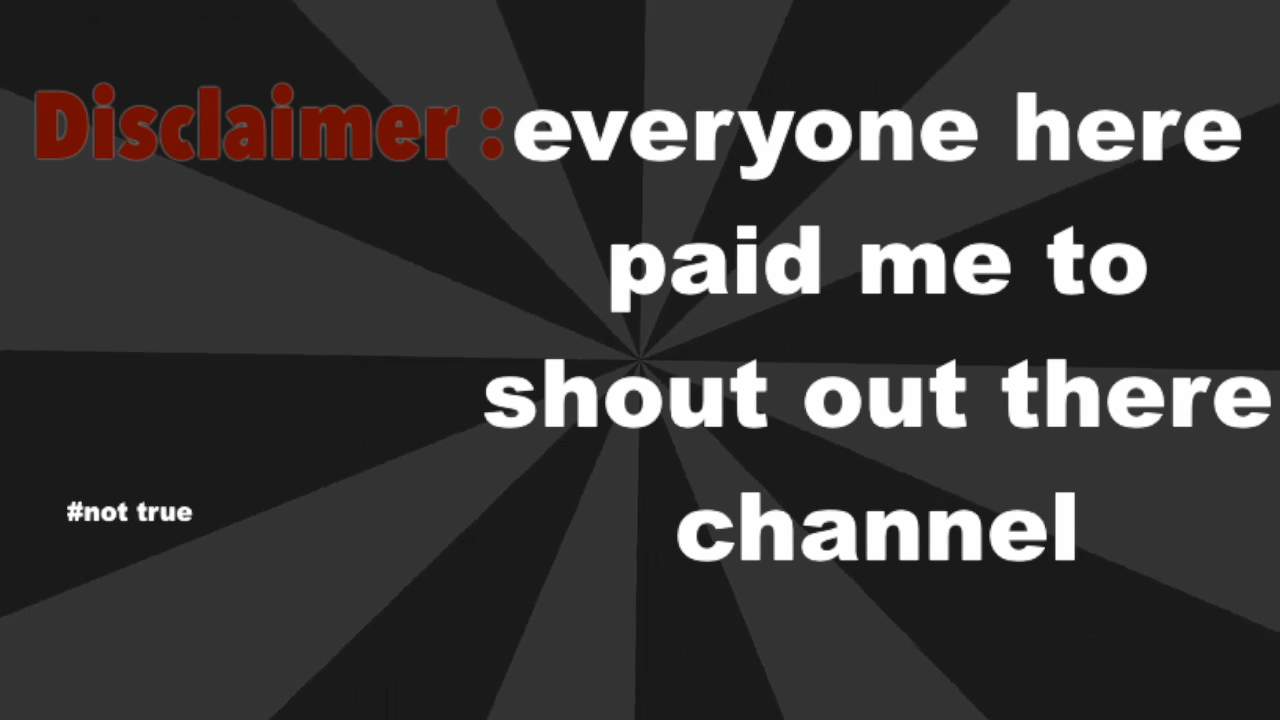 Disclaimer : everyone here
paid me to
shout out there
channel
#not true